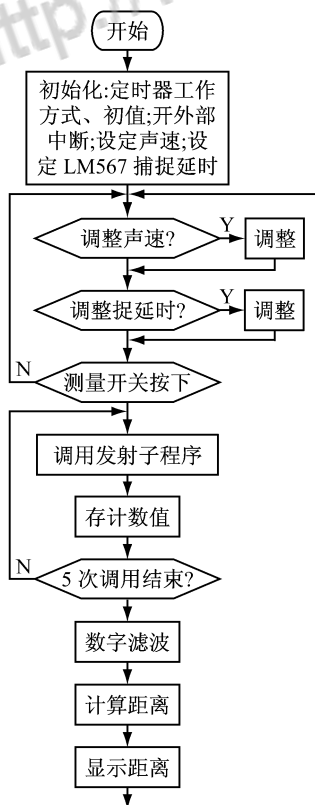 http
开始
初始化:定时器工作
方式、初值;开外部
中断;设定声速;设
定 LM567 捕捉延时
调整声速?
Y
调整
调整捉延时?
Y
调整
N
测量开关按下
调用发射子程序
存计数值
N
5 次调用结束?
数字滤波
计算距离
显示距离